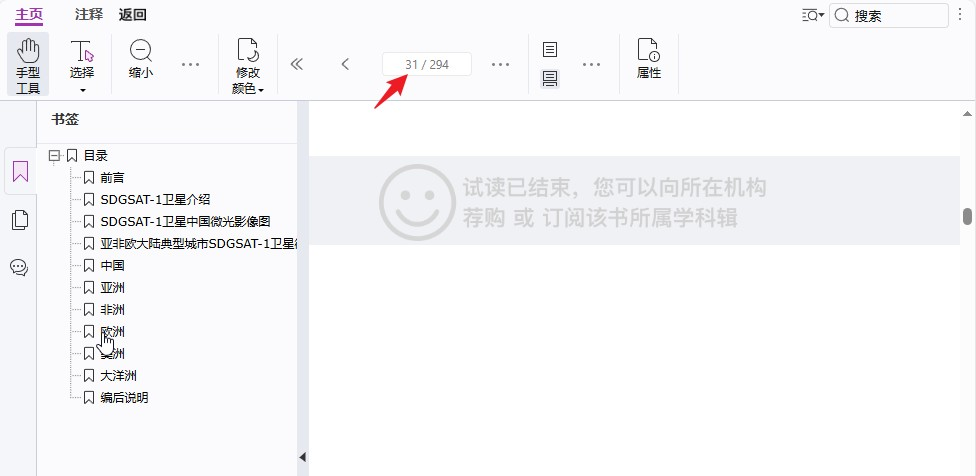 主页 注释 返回
搜索
手型
工具
选择
缩小
修改
颜色
31 / 294
属性
书签
目录
前言
SDGSAT-1卫星介绍
SDGSAT-1卫星中国微光影像图
亚非欧大陆典型城市SDGSAT-1卫星
中国
亚洲
非洲
欧洲
美洲
大洋洲
编后说明
试读已结束，您可以向所在机构
荐购 或 订阅该书所属学科辑